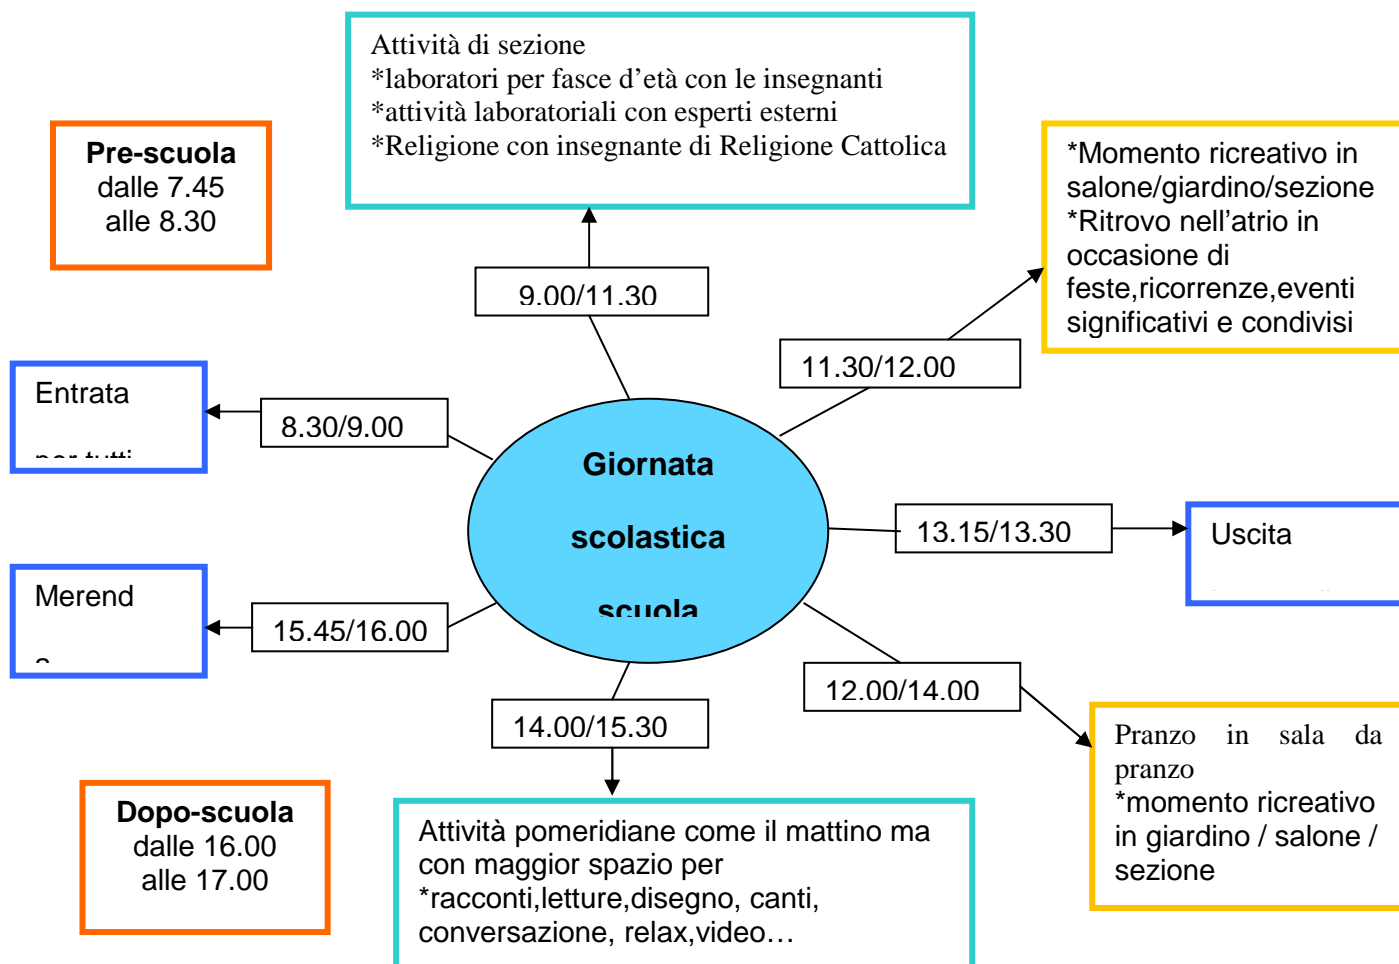 Attività di sezione
*laboratori per fasce d'età con le insegnanti
*attività laboratoriali con esperti esterni
*Religione con insegnante di Religione Cattolica
Pre-scuola
dalle 7.45
alle 8.30
*Momento ricreativo in
salone/giardino/sezione
*Ritrovo nell'atrio in
occasione di
feste,ricorrenze,eventi
significativi e condivisi
9.00/11.30
11.30/12.00
Entrata
per tutti
8.30/9.00
Giornata
scolastica
scuola
13.15/13.30
Uscita
Merend
a
15.45/16.00
12.00/14.00
14.00/15.30
Pranzo in sala da
pranzo
*momento ricreativo
in giardino / salone /
sezione
Dopo-scuola
dalle 16.00
alle 17.00
Attività pomeridiane come il mattino ma
con maggior spazio per
*racconti,letture,disegno, canti,
conversazione, relax,video…